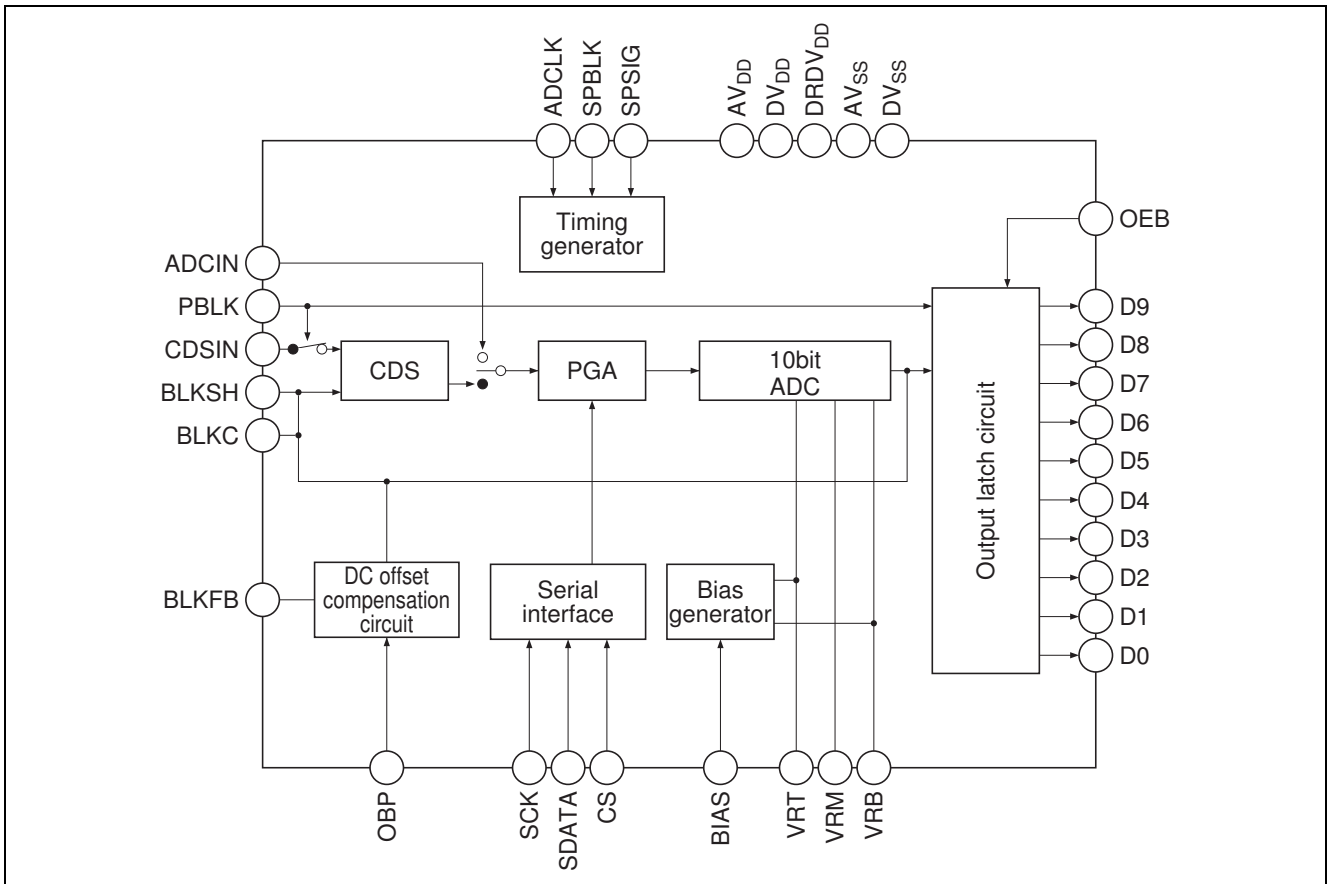 ADCLK
SPBLK
SPSIG
AVDD
DVDD
DRDVDD
AVSS
DVSS
Timing
generator
OEB
ADCIN
PBLK
CDSIN
BLKSH
BLKC
CDS
PGA
10bit
ADC
Output latch circuit
D9
D8
D7
D6
D5
D4
D3
D2
D1
D0
BLKFB
DC offset
compensation
circuit
Serial
interface
Bias
generator
OBP
SCK
SDATA
CS
BIAS
VRT
VRM
VRB